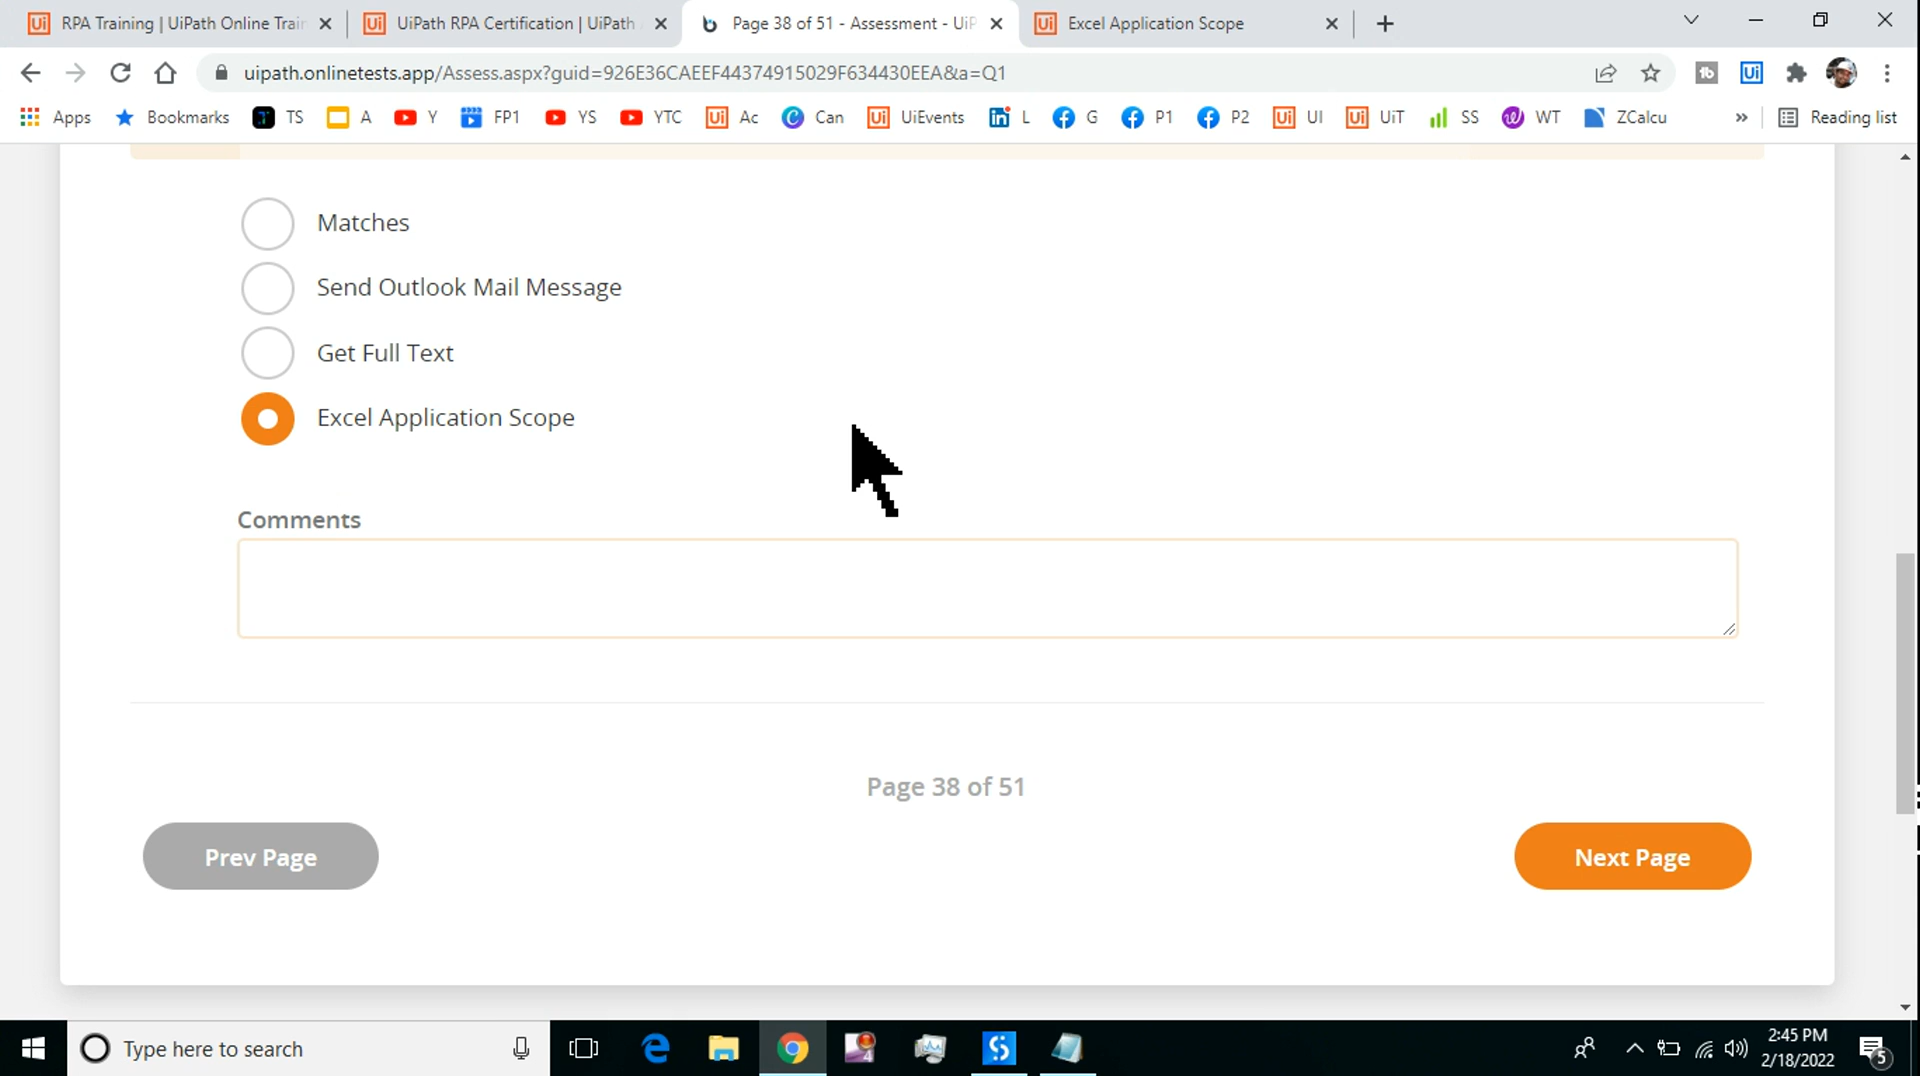 RPA Training | UiPath Online Train
UiPath RPA Certification | UiPath
Page 38 of 51 - Assessment - UiP
Excel Application Scope
uipath.onlinetests.app/Assess.aspx?guid=926E36CAEEF44374915029F634430EEA&a=Q1
Apps
Bookmarks
TS
A
Y
FP1
YS
YTC
Ac
Can
UiEvents
L
G
P1
P2
UI
UiT
SS
WT
ZCalcu
»
Reading list
Matches
Send Outlook Mail Message
Get Full Text
Excel Application Scope
Comments
Page 38 of 51
Prev Page
Next Page
Type here to search
2:45 PM
2/18/2022
5